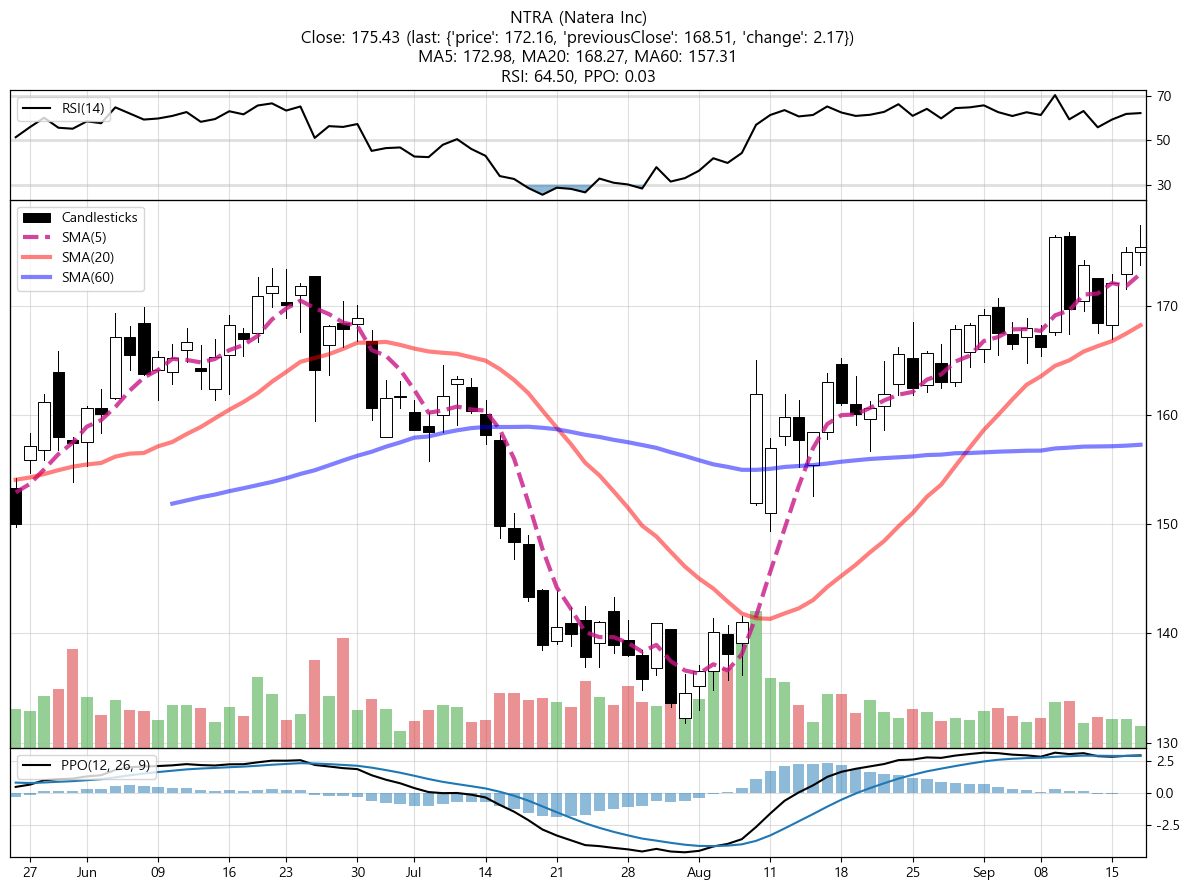 NTRA (Natera Inc)
Close: 175.43 (last: {'price': 172.16, 'previousClose': 168.51, 'change': 2.17})
MA5: 172.98, MA20: 168.27, MA60: 157.31
RSI: 64.50, PPO: 0.03
RSI(14)
70
50
30
Candlesticks
SMA(5)
SMA(20)
SMA(60)
170
160
150
140
130
PPO(12, 26, 9)
2.5
0.0
−2.5
27 Jun 09 16 23 30 Jul 14 21 28 Aug 11 18 25 Sep 08 15